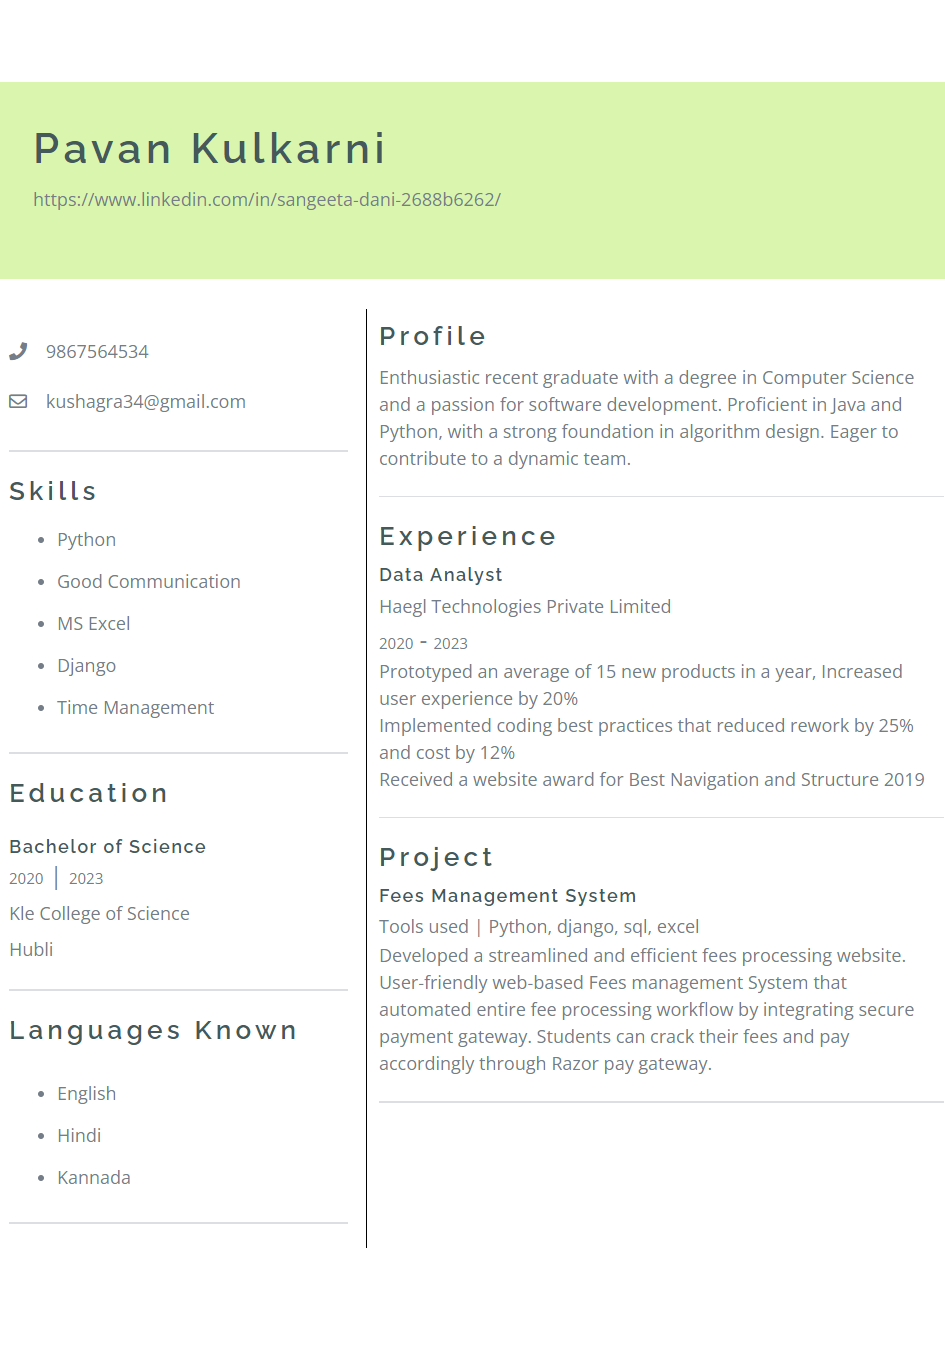 Pavan Kulkarni
https://www.linkedin.com/in/sangeeta-dani-2688b6262/
9867564534
kushagra34@gmail.com
Skills
Python
Good Communication
MS Excel
Django
Time Management
Education
Bachelor of Science
2020 | 2023
Kle College of Science
Hubli
Languages Known
English
Hindi
Kannada
Profile
Enthusiastic recent graduate with a degree in Computer Science
and a passion for software development. Proficient in Java and
Python, with a strong foundation in algorithm design. Eager to
contribute to a dynamic team.
Experience
Data Analyst
Haegl Technologies Private Limited
2020 - 2023
Prototyped an average of 15 new products in a year, Increased
user experience by 20%
Implemented coding best practices that reduced rework by 25%
and cost by 12%
Received a website award for Best Navigation and Structure 2019
Project
Fees Management System
Tools used | Python, django, sql, excel
Developed a streamlined and efficient fees processing website.
User-friendly web-based Fees management System that
automated entire fee processing workflow by integrating secure
payment gateway. Students can crack their fees and pay
accordingly through Razor pay gateway.